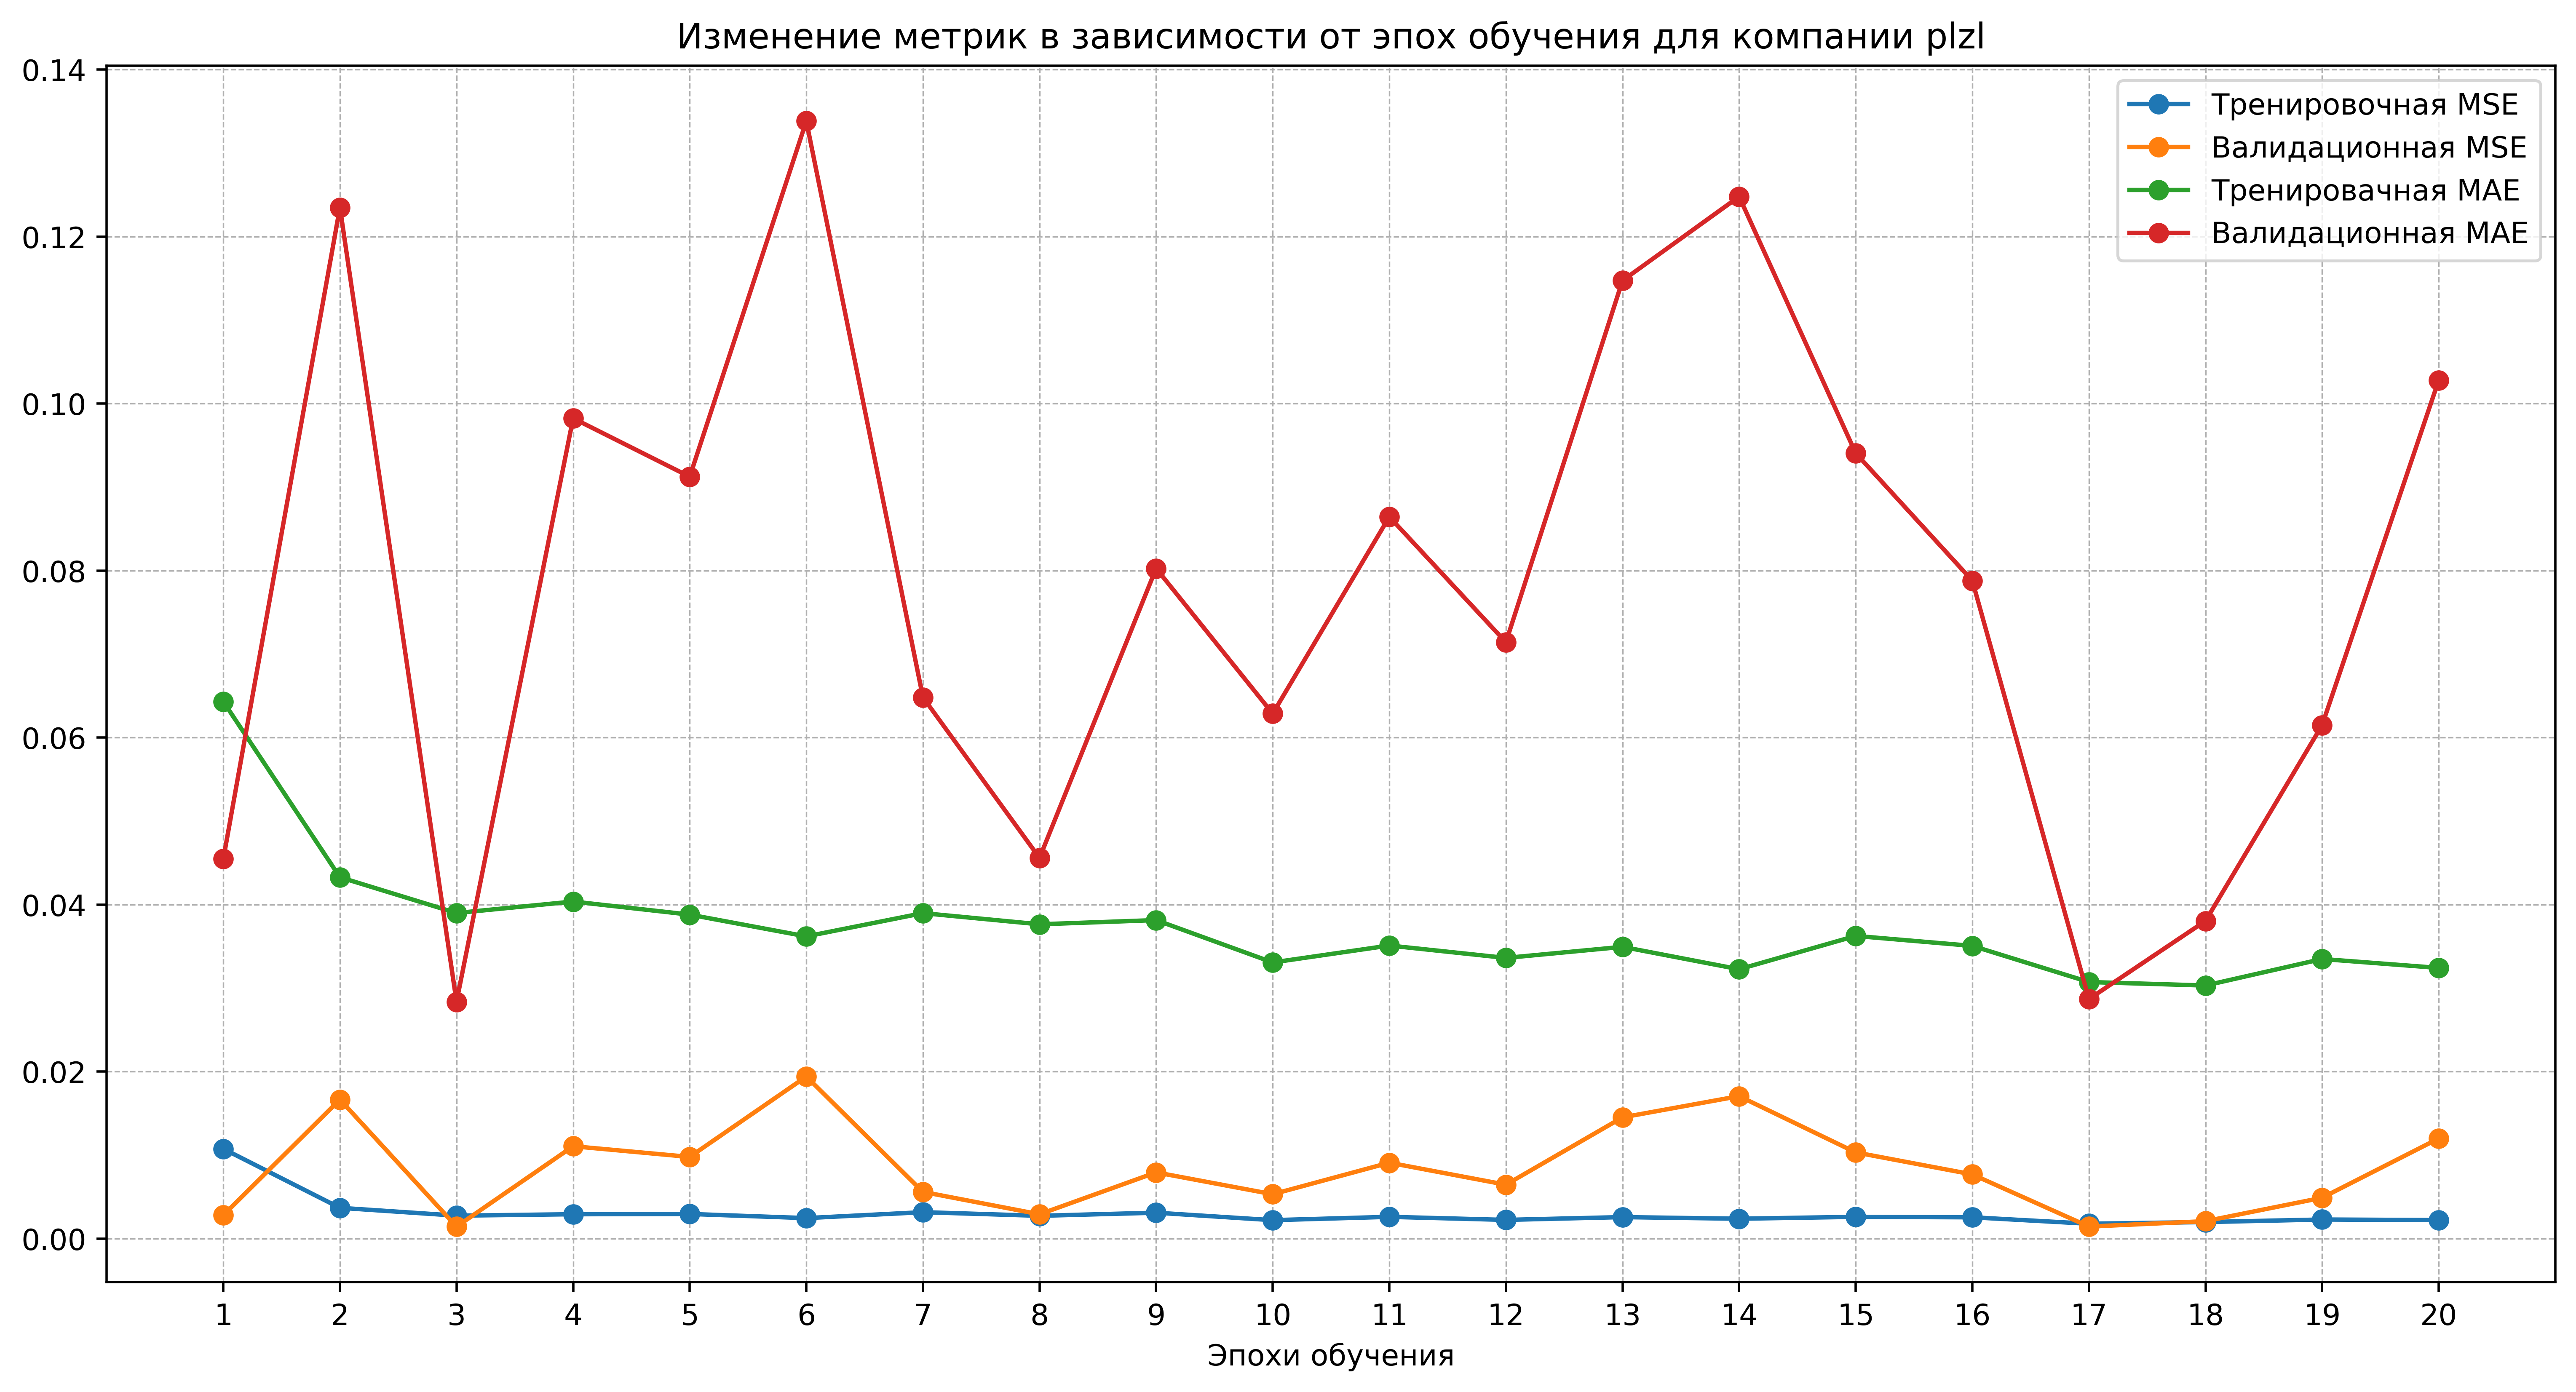 Изменение метрик в зависимости от эпох обучения для компании plzl
0.14
0.12
0.10
0.08
0.06
0.04
0.02
0.00
Тренировочная MSE
Валидационная MSE
Тренировачная MAE
Валидационная MAE
1 2 3 4 5 6 7 8 9 10 11 12 13 14 15 16 17 18 19 20
Эпохи обучения